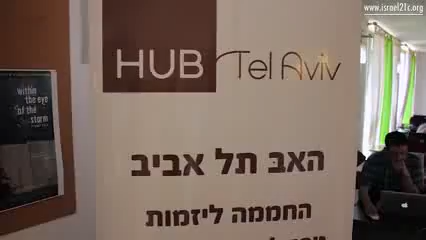 www.israel21c.org
HUB Tel Aviv
within
the eye
of the
storm
האבּ תל אביב
החממה ליזמות